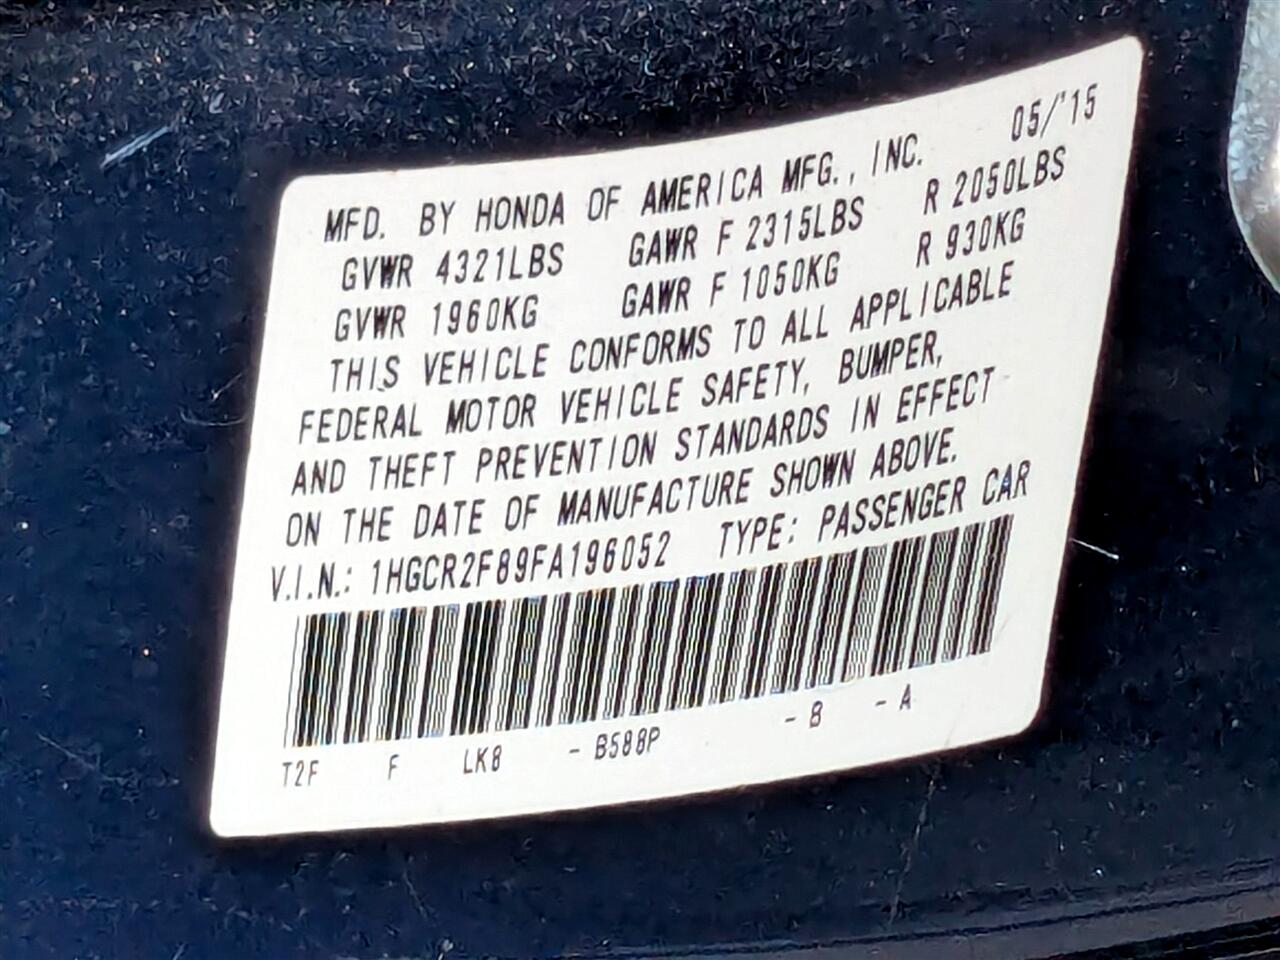 MFD. BY HONDA OF AMERICA MFG., INC. 05/'15
GVWR 4321LBS GAWR F 2315LBS R 2050LBS
GVWR 1960KG GAWR F 1050KG R 930KG
THIS VEHICLE CONFORMS TO ALL APPLICABLE
FEDERAL MOTOR VEHICLE SAFETY, BUMPER,
AND THEFT PREVENTION STANDARDS IN EFFECT
ON THE DATE OF MANUFACTURE SHOWN ABOVE.
V.I.N.: 1HGCR2F89FA196052 TYPE: PASSENGER CAR
T2F F LK8 - B588P - B - A